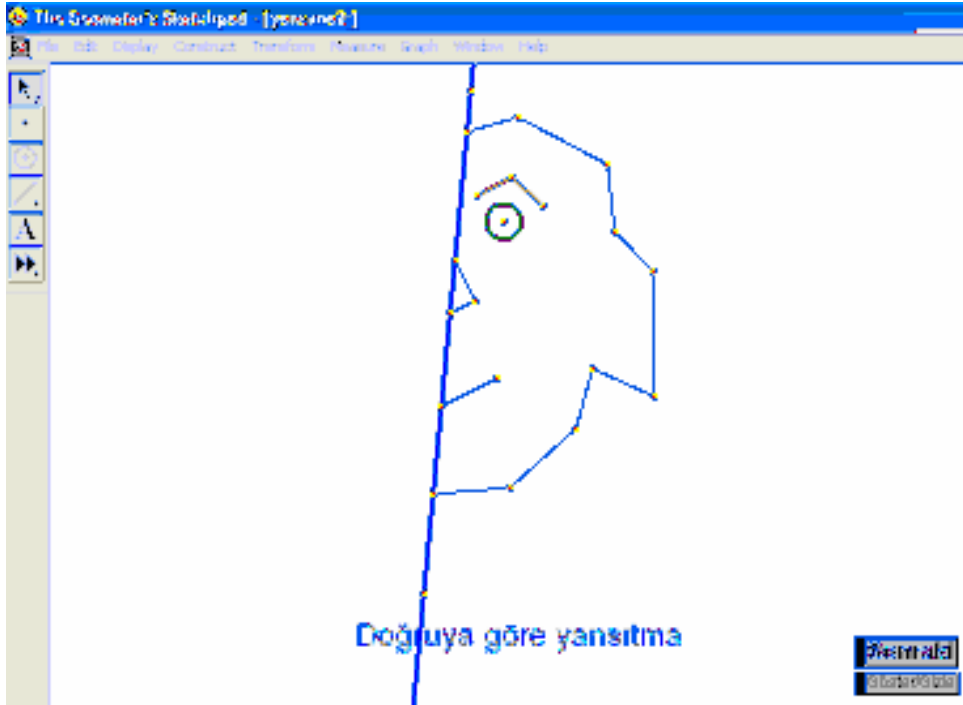 The Geometer's Sketchpad - [
File Edit Display Construct Transform Measure Graph Window Help
A
Doğruya göre yansıtma